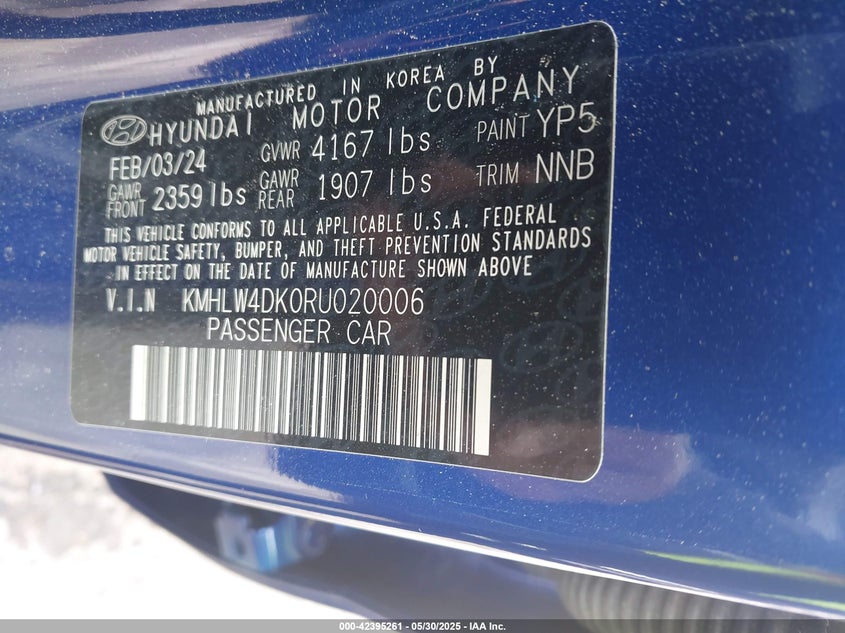 MANUFACTURED IN KOREA BY
HYUNDAI MOTOR COMPANY
FEB/03/24 GVWR 4167 lbs PAINT YP5
GAWR FRONT 2359 lbs GAWR REAR 1907 lbs TRIM NNB
THIS VEHICLE CONFORMS TO ALL APPLICABLE U.S.A. FEDERAL
MOTOR VEHICLE SAFETY, BUMPER, AND THEFT PREVENTION STANDARDS
IN EFFECT ON THE DATE OF MANUFACTURE SHOWN ABOVE
V.I.N KMHLW4DK0RU020006
PASSENGER CAR
000-42395261 - 05/30/2025 - IAA Inc.